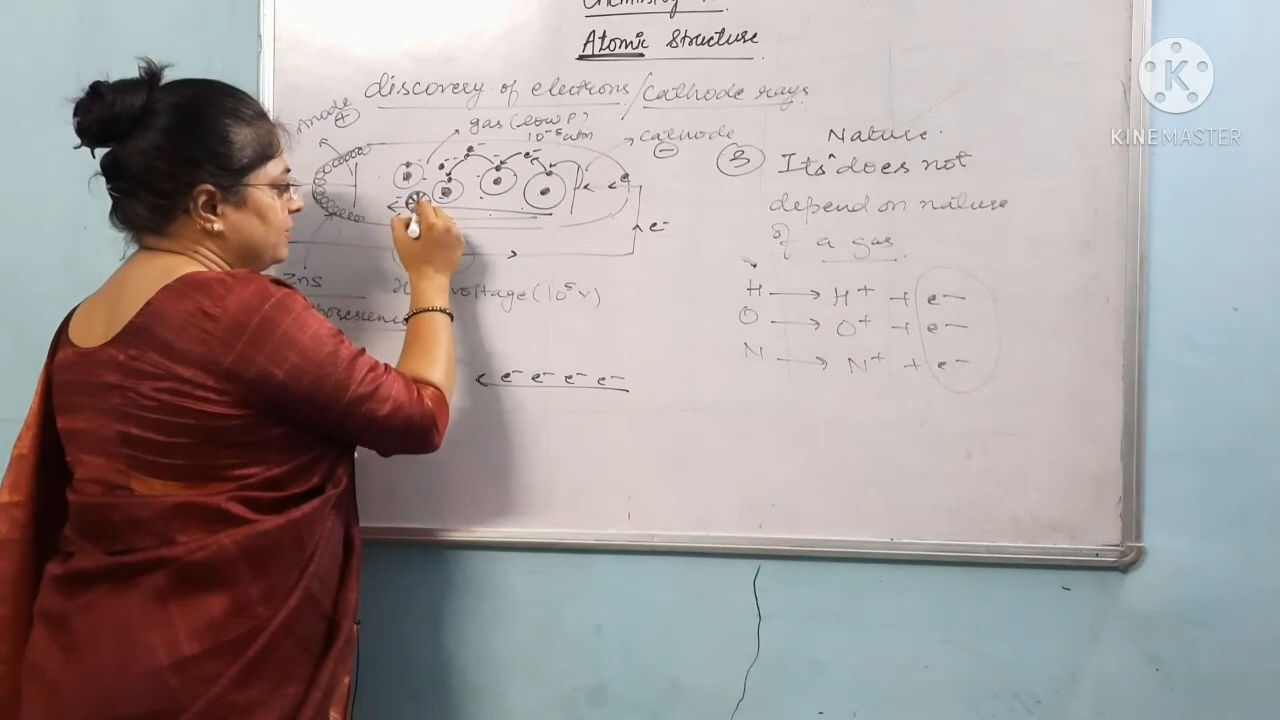 Atomic Structure
discovery of electrons / cathode rays
gas (low P)
10⁻⁵ atm
anode
+
cathode
−
e⁻
e⁻
e
e⁻
ZnS
voltage (10⁵ v)
e⁻ e⁻ e⁻ e⁻
Nature.
③ Its does not
depend on nature
of a gas.
H → H⁺ + e⁻
O → O⁺ + e⁻
N → N⁺ + e⁻
K
KINEMASTER